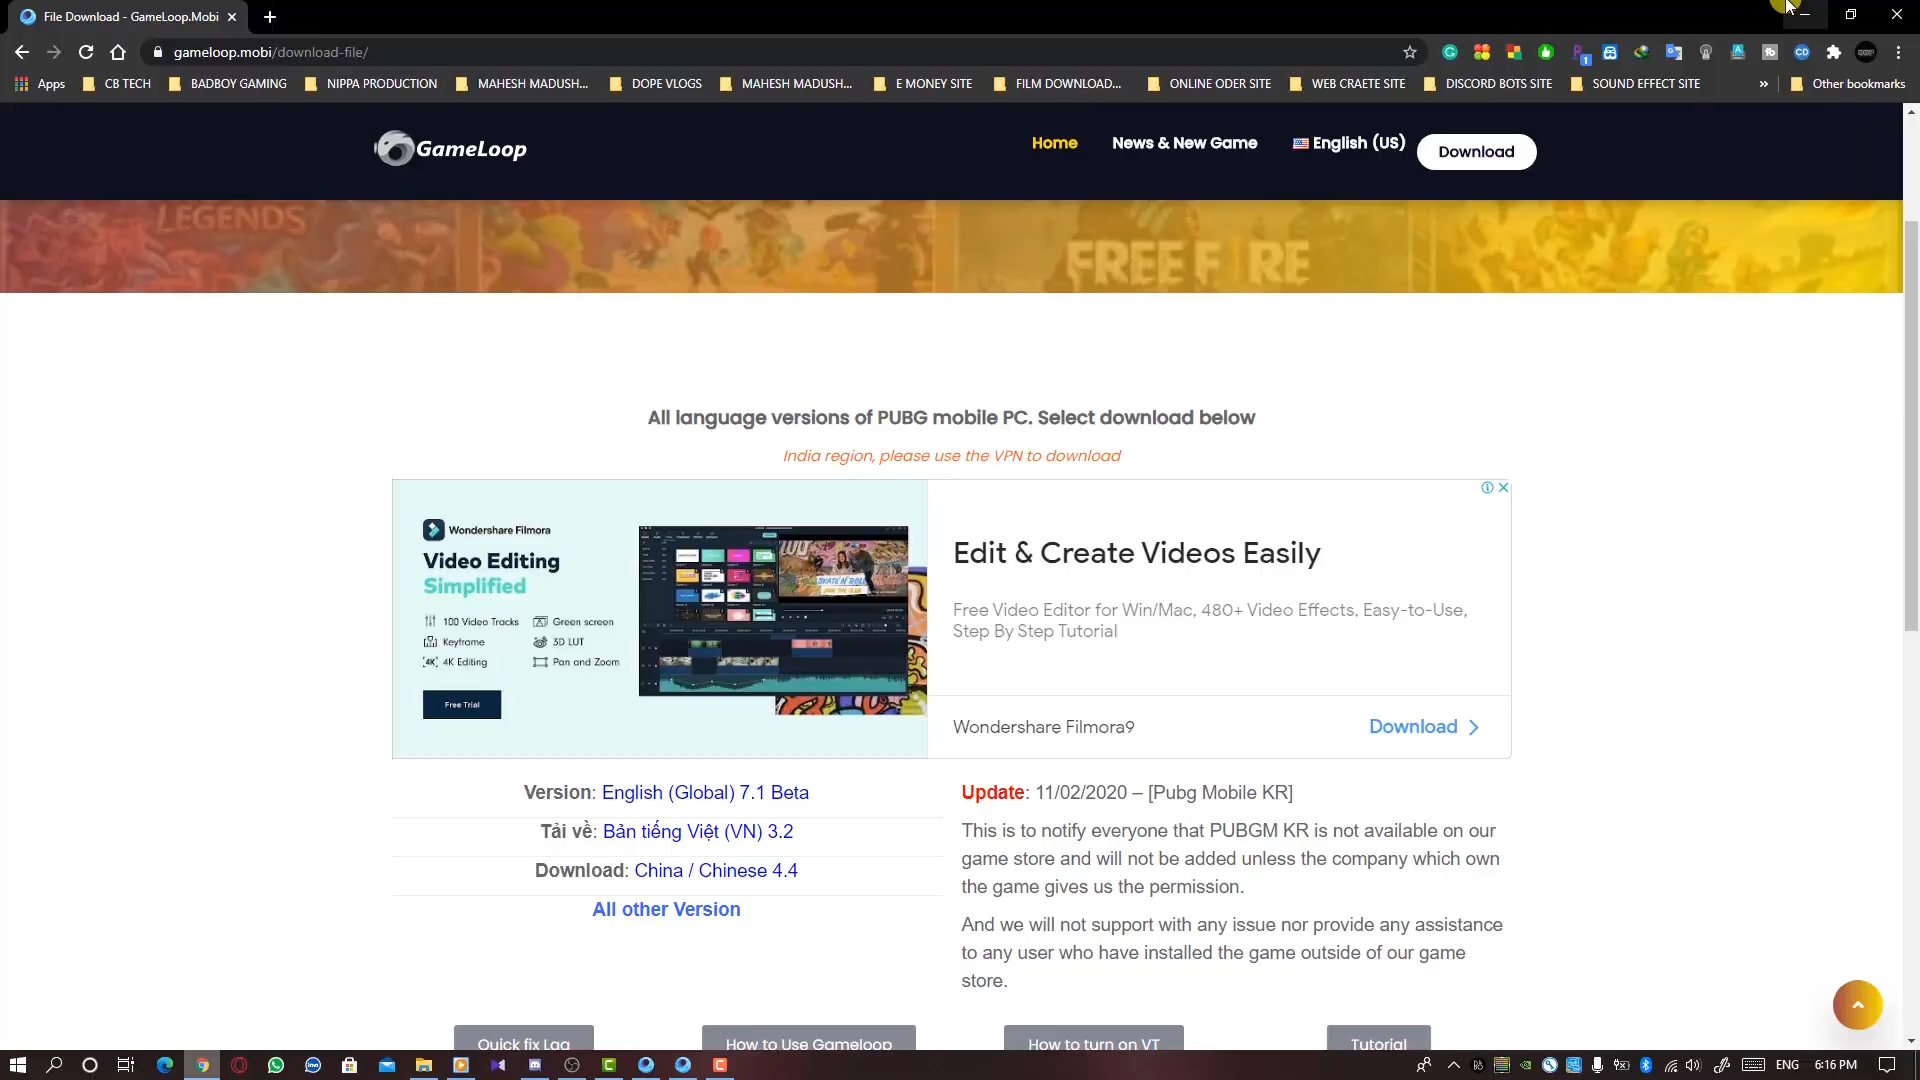 File Download - GameLoop.Mobi
gameloop.mobi/download-file/
Apps
CB TECH
BADBOY GAMING
NIPPA PRODUCTION
MAHESH MADUSH...
DOPE VLOGS
MAHESH MADUSH...
E MONEY SITE
FILM DOWNLOAD...
ONLINE ODER SITE
WEB CRAETE SITE
DISCORD BOTS SITE
SOUND EFFECT SITE
»
Other bookmarks
GameLoop
Home
News & New Game
English (US)
Download
LEGENDS
FREE FIRE
All language versions of PUBG mobile PC. Select download below
India region, please use the VPN to download
Wondershare Filmora
Video Editing
Simplified
100 Video Tracks
Green screen
Keyframe
3D LUT
4K Editing
Pan and Zoom
Free Trial
Edit & Create Videos Easily
Free Video Editor for Win/Mac, 480+ Video Effects, Easy-to-Use,
Step By Step Tutorial
Wondershare Filmora9
Download
Version: English (Global) 7.1 Beta
Tải về: Bản tiếng Việt (VN) 3.2
Download: China / Chinese 4.4
All other Version
Update: 11/02/2020 – [Pubg Mobile KR]
This is to notify everyone that PUBGM KR is not available on our
game store and will not be added unless the company which own
the game gives us the permission.
And we will not support with any issue nor provide any assistance
to any user who have installed the game outside of our game
store.
Quick fix Lag
How to Use Gameloop
How to turn on VT
Tutorial
ENG
6:16 PM